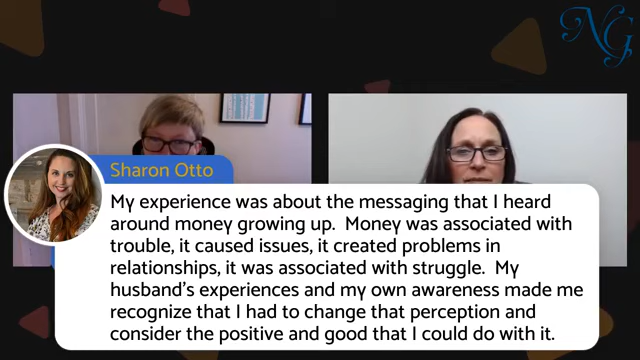 NG
Sharon Otto
My experience was about the messaging that I heard
around money growing up.  Money was associated with
trouble, it caused issues, it created problems in
relationships, it was associated with struggle.  My
husband's experiences and my own awareness made me
recognize that I had to change that perception and
consider the positive and good that I could do with it.